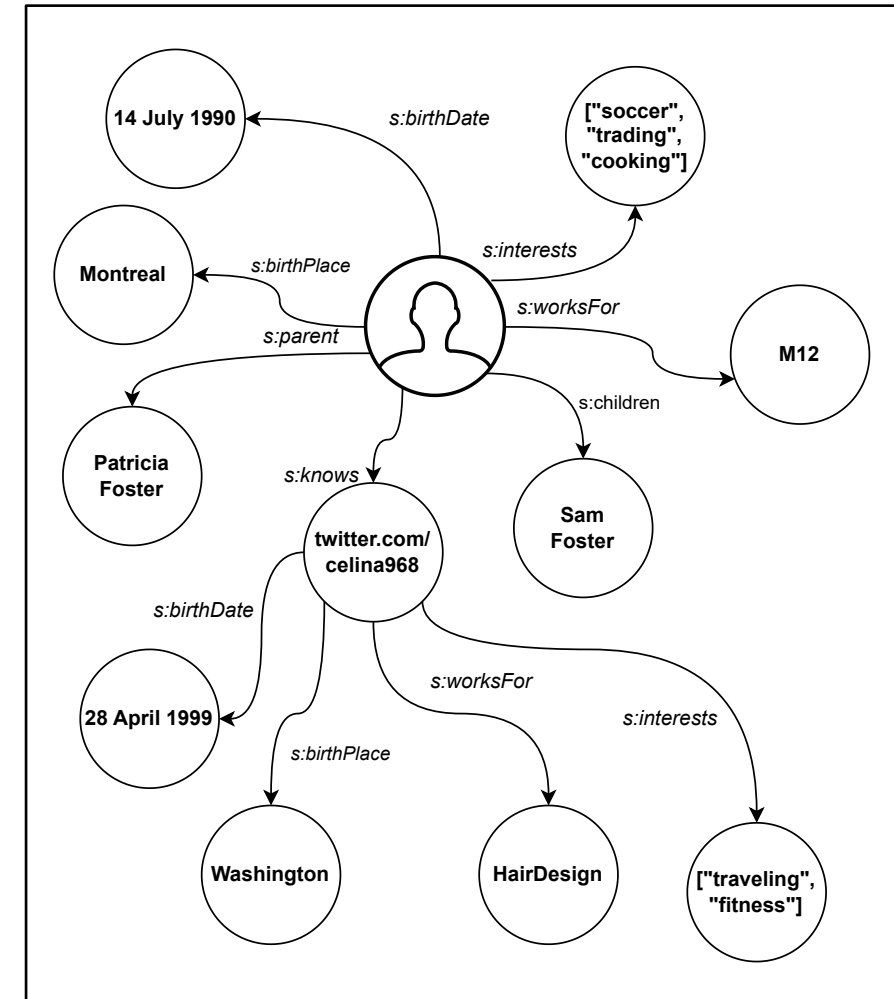 14 July 1990
s:birthDate
["soccer",
"trading",
"cooking"]
Montreal
s:birthPlace
s:interests
s:worksFor
M12
s:parent
s:children
Patricia
Foster
s:knows
Sam
Foster
twitter.com/
celina968
s:birthDate
28 April 1999
s:worksFor
s:interests
s:birthPlace
Washington
HairDesign
["traveling",
"fitness"]